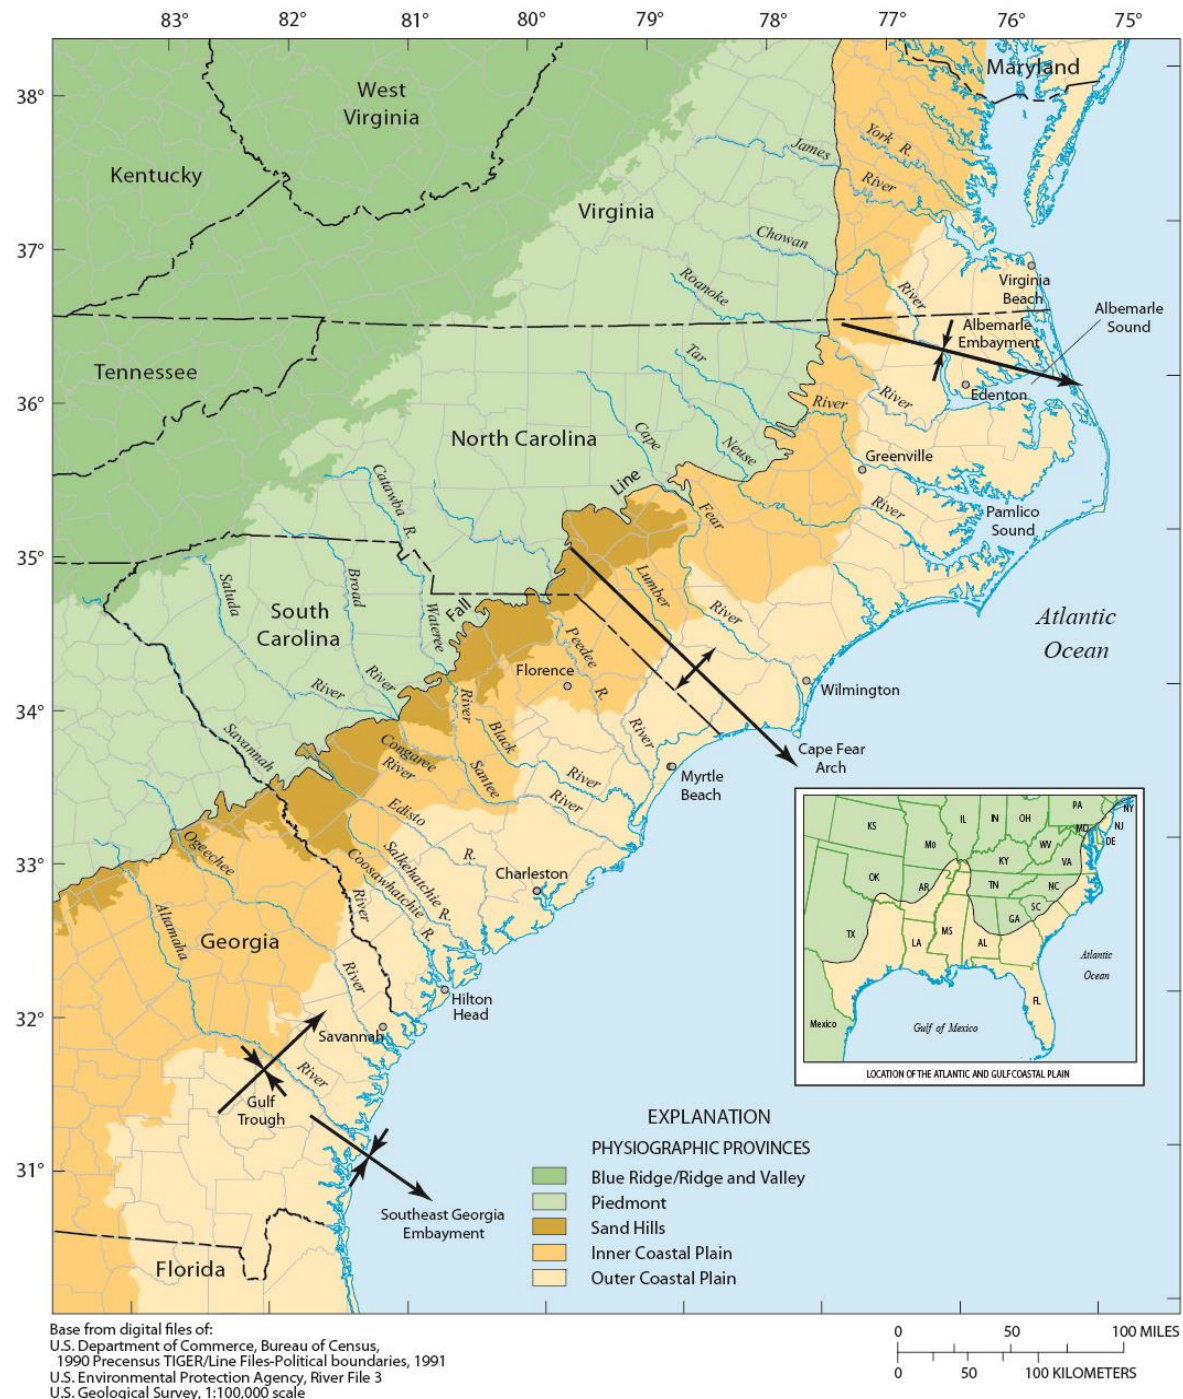 83° 82° 81° 80° 79° 78° 77° 76° 75°
38°
37°
36°
35°
34°
33°
32°
31°
Maryland
West
Virginia
Kentucky
Virginia
York R.
James
River
Chowan
River
Roanoke
River
Virginia
Beach
Albemarle
Sound
Albemarle
Embayment
Edenton
Tennessee
North Carolina
Tar
River
Cape
Neuse
Greenville
River
Pamlico
Sound
Catawba R.
Line
Fear
River
Lumber
River
Fall
Saluda
River
Broad
River
Wateree
River
South
Carolina
Peedee
R.
Florence
Wilmington
Atlantic
Ocean
Cape Fear
Arch
Savannah
River
Congaree
River
Black
River
Santee
River
Myrtle
Beach
Edisto
R.
Salkehatchie R.
Coosawhatchie
R.
Charleston
Ogeechee
River
Altamaha
River
Georgia
Hilton
Head
Savannah
Gulf
Trough
Southeast Georgia
Embayment
Florida
KS
Mo
IL
IN
OH
PA
NY
NJ
MD
DE
WV
VA
KY
OK
AR
TN
NC
SC
GA
TX
LA
MS
AL
FL
Mexico
Gulf of Mexico
Atlantic
Ocean
LOCATION OF THE ATLANTIC AND GULF COASTAL PLAIN
EXPLANATION
PHYSIOGRAPHIC PROVINCES
Blue Ridge/Ridge and Valley
Piedmont
Sand Hills
Inner Coastal Plain
Outer Coastal Plain
Base from digital files of:
U.S. Department of Commerce, Bureau of Census,
1990 Precensus TIGER/Line Files-Political boundaries, 1991
U.S. Environmental Protection Agency, River File 3
U.S. Geological Survey, 1:100,000 scale
0 50 100 MILES
0 50 100 KILOMETERS